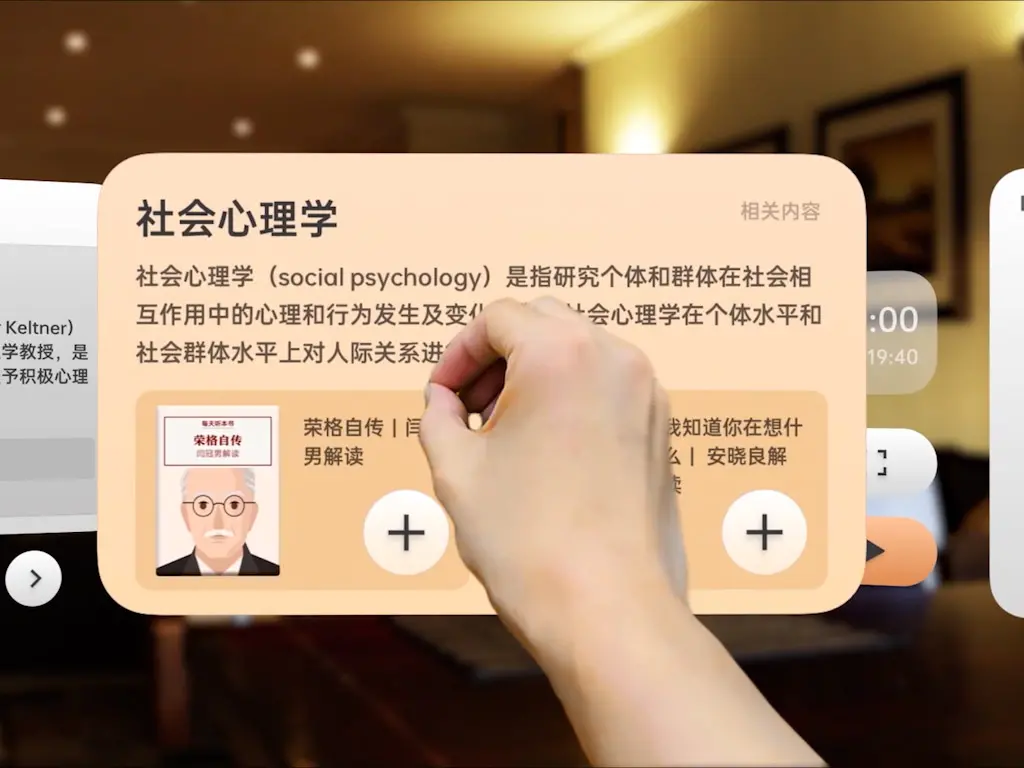 社会心理学
相关内容
社会心理学（social psychology）是指研究个体和群体在社会相
互作用中的心理和行为发生及变化
社会心理学在个体水平和
社会群体水平上对人际关系进
Keltner）
学教授，是
予积极心理
:00
19:40
每天听本书
荣格自传
闫冠男解读
荣格自传 | 闫
男解读
我知道你在想什
么 | 安晓良解
读